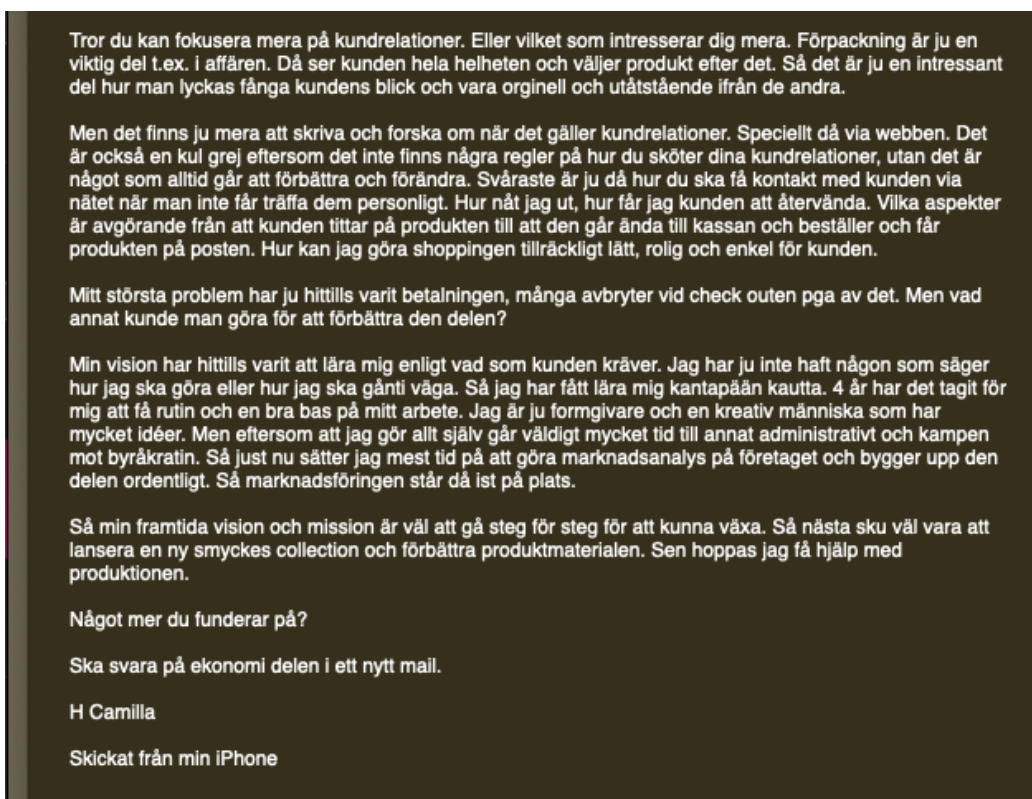 Tror du kan fokusera mera på kundrelationer. Eller vilket som intresserar dig mera. Förpackning är ju en
viktig del t.ex. i affären. Då ser kunden hela helheten och väljer produkt efter det. Så det är ju en intressant
del hur man lyckas fånga kundens blick och vara orginell och utåtstående ifrån de andra.
Men det finns ju mera att skriva och forska om när det gäller kundrelationer. Speciellt då via webben. Det
är också en kul grej eftersom det inte finns några regler på hur du sköter dina kundrelationer, utan det är
något som alltid går att förbättra och förändra. Svåraste är ju då hur du ska få kontakt med kunden via
nätet när man inte får träffa dem personligt. Hur nåt jag ut, hur får jag kunden att återvända. Vilka aspekter
är avgörande från att kunden tittar på produkten till att den går ända till kassan och beställer och får
produkten på posten. Hur kan jag göra shoppingen tillräckligt lätt, rolig och enkel för kunden.
Mitt största problem har ju hittills varit betalningen, många avbryter vid check outen pga av det. Men vad
annat kunde man göra för att förbättra den delen?
Min vision har hittills varit att lära mig enligt vad som kunden kräver. Jag har ju inte haft någon som säger
hur jag ska göra eller hur jag ska gånti väga. Så jag har fått lära mig kantapään kautta. 4 år har det tagit för
mig att få rutin och en bra bas på mitt arbete. Jag är ju formgivare och en kreativ människa som har
mycket idéer. Men eftersom att jag gör allt själv går väldigt mycket tid till annat administrativt och kampen
mot byråkratin. Så just nu sätter jag mest tid på att göra marknadsanalys på företaget och bygger upp den
delen ordentligt. Så marknadsföringen står då ist på plats.
Så min framtida vision och mission är väl att gå steg för steg för att kunna växa. Så nästa sku väl vara att
lansera en ny smyckes collection och förbättra produktmaterialen. Sen hoppas jag få hjälp med
produktionen.
Något mer du funderar på?
Ska svara på ekonomi delen i ett nytt mail.
H Camilla
Skickat från min iPhone